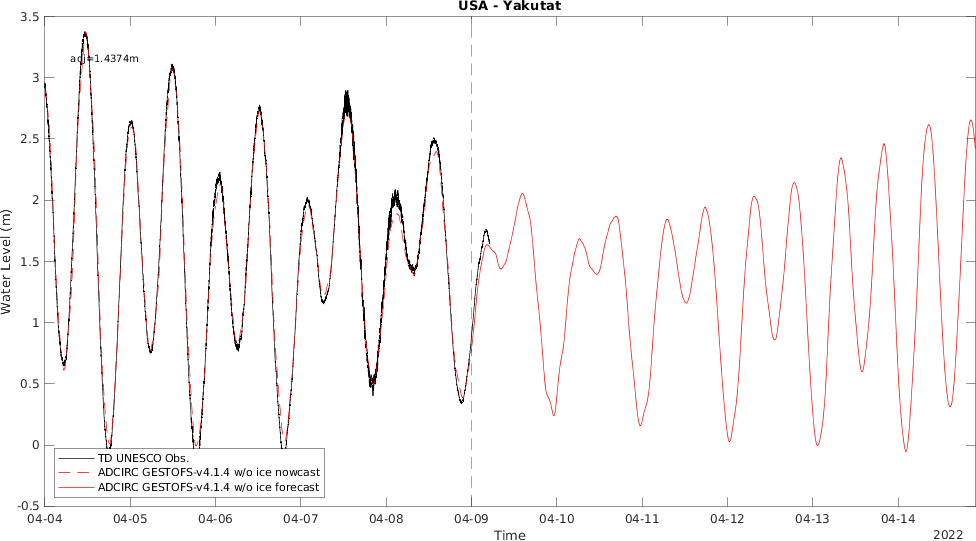 USA - Yakutat
adj=1.4374m
3.5
3
2.5
2
1.5
1
0.5
0
-0.5
Water Level (m)
TD UNESCO Obs.
ADCIRC GESTOFS-v4.1.4 w/o ice nowcast
ADCIRC GESTOFS-v4.1.4 w/o ice forecast
04-04 04-05 04-06 04-07 04-08 04-09 04-10 04-11 04-12 04-13 04-14
Time
2022